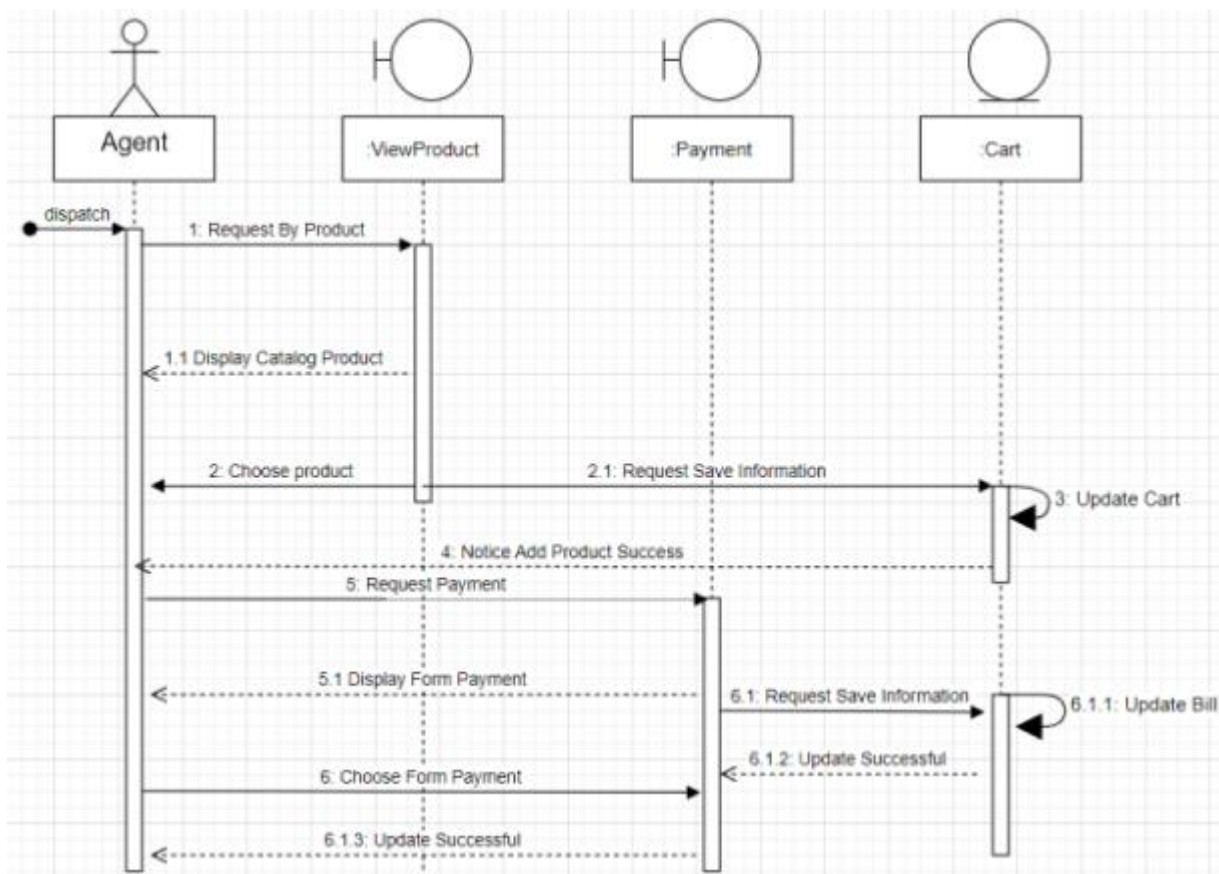 Agent
:ViewProduct
:Payment
:Cart
dispatch
1: Request By Product
1.1 Display Catalog Product
2: Choose product
2.1: Request Save Information
3: Update Cart
4: Notice Add Product Success
5: Request Payment
5.1 Display Form Payment
6.1: Request Save Information
6.1.1: Update Bill
6.1.2: Update Successful
6: Choose Form Payment
6.1.3: Update Successful